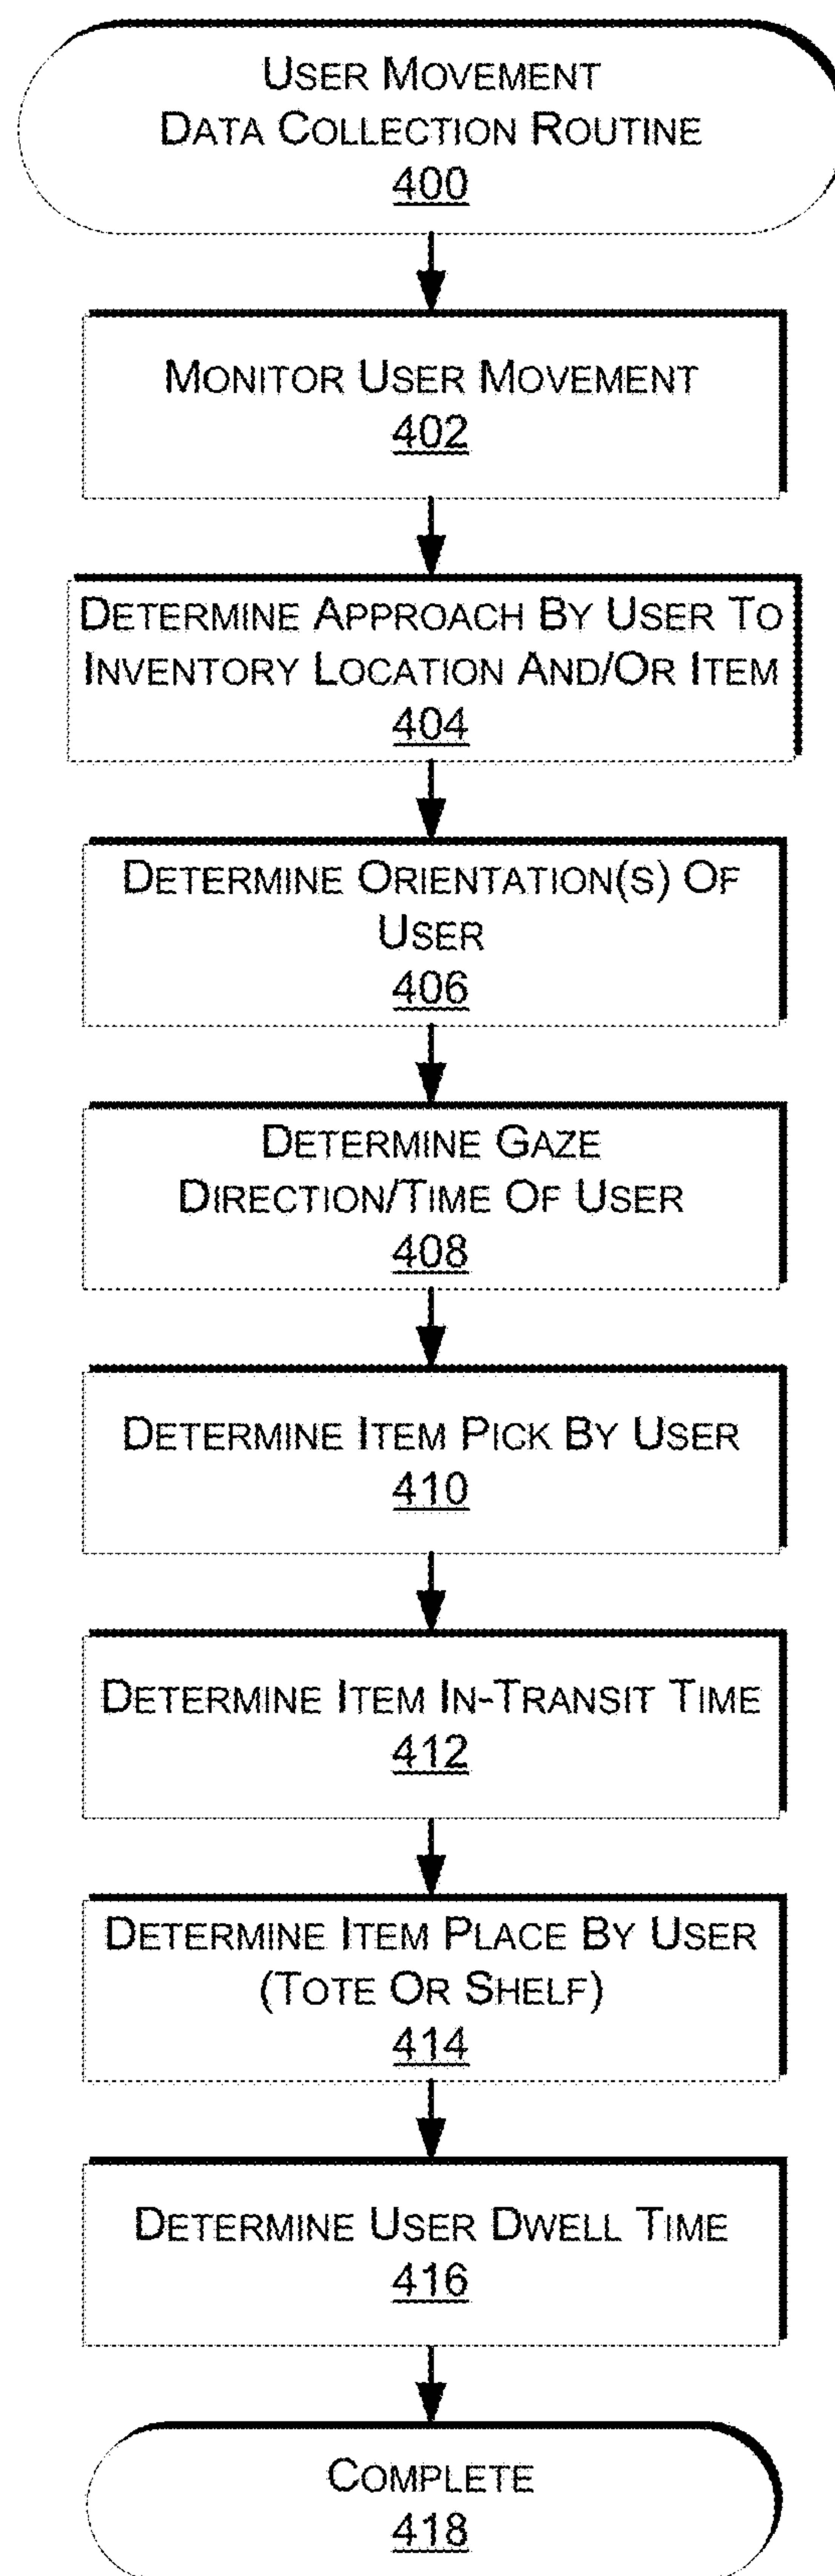 USER MOVEMENT
DATA COLLECTION ROUTINE
400
MONITOR USER MOVEMENT
402
DETERMINE APPROACH BY USER TO
INVENTORY LOCATION AND/OR ITEM
404
DETERMINE ORIENTATION(S) OF
USER
406
DETERMINE GAZE
DIRECTION/TIME OF USER
408
DETERMINE ITEM PICK BY USER
410
DETERMINE ITEM IN-TRANSIT TIME
412
DETERMINE ITEM PLACE BY USER
(TOTE OR SHELF)
414
DETERMINE USER DWELL TIME
416
COMPLETE
418